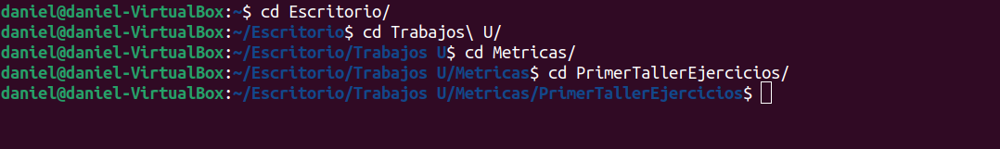 daniel@daniel-VirtualBox:~$ cd Escritorio/
daniel@daniel-VirtualBox:~/Escritorio$ cd Trabajos\ U/
daniel@daniel-VirtualBox:~/Escritorio/Trabajos U$ cd Metricas/
daniel@daniel-VirtualBox:~/Escritorio/Trabajos U/Metricas$ cd PrimerTallerEjercicios/
daniel@daniel-VirtualBox:~/Escritorio/Trabajos U/Metricas/PrimerTallerEjercicios$